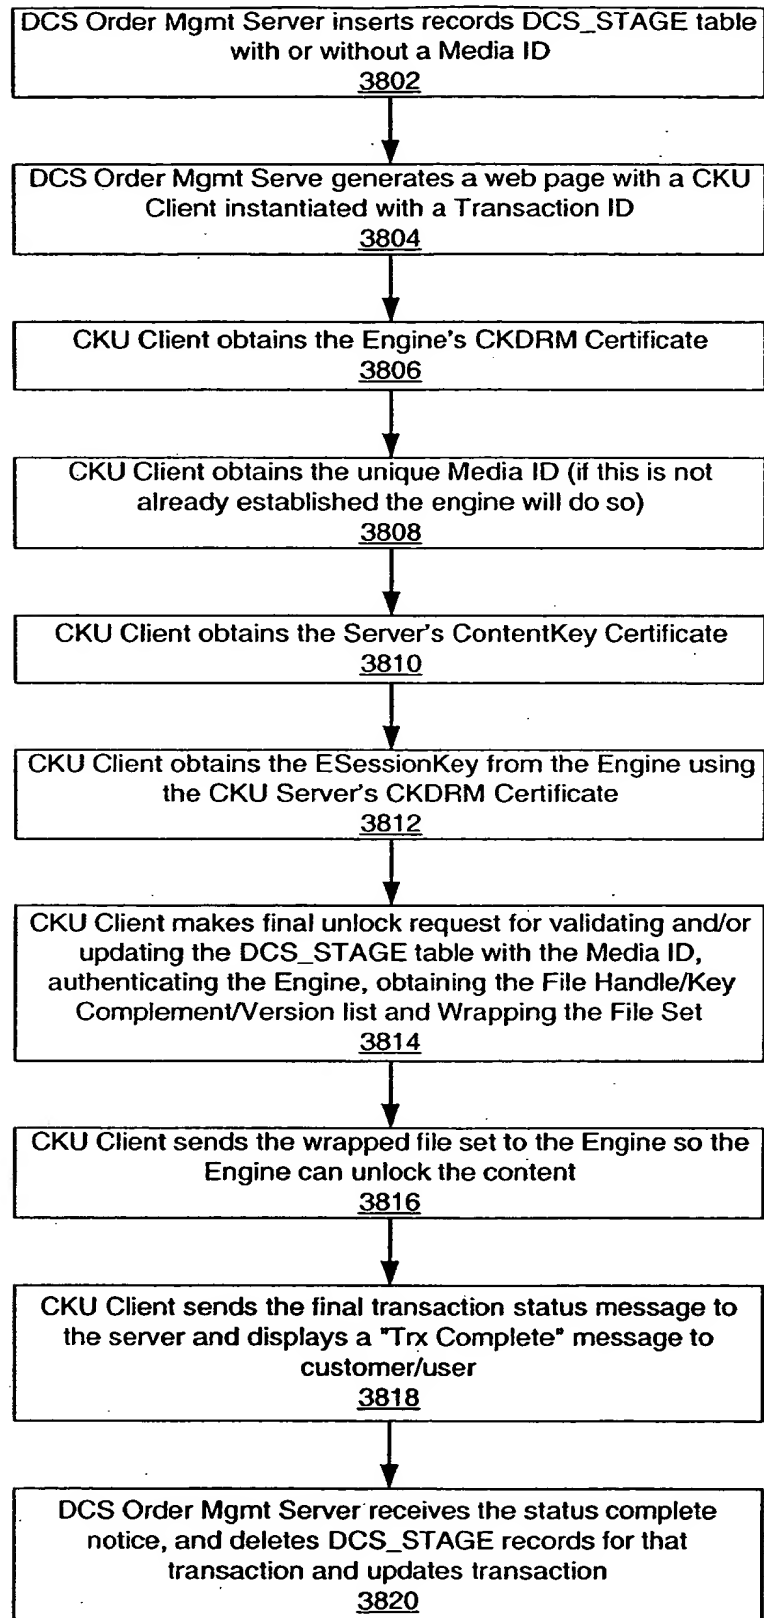 DCS Order Mgmt Server inserts records DCS_STAGE table
with or without a Media ID
3802
DCS Order Mgmt Serve generates a web page with a CKU
Client instantiated with a Transaction ID
3804
CKU Client obtains the Engine's CKDRM Certificate
3806
CKU Client obtains the unique Media ID (if this is not
already established the engine will do so)
3808
CKU Client obtains the Server's ContentKey Certificate
3810
CKU Client obtains the ESessionKey from the Engine using
the CKU Server's CKDRM Certificate
3812
CKU Client makes final unlock request for validating and/or
updating the DCS_STAGE table with the Media ID,
authenticating the Engine, obtaining the File Handle/Key
Complement/Version list and Wrapping the File Set
3814
CKU Client sends the wrapped file set to the Engine so the
Engine can unlock the content
3816
CKU Client sends the final transaction status message to
the server and displays a "Trx Complete" message to
customer/user
3818
DCS Order Mgmt Server receives the status complete
notice, and deletes DCS_STAGE records for that
transaction and updates transaction
3820